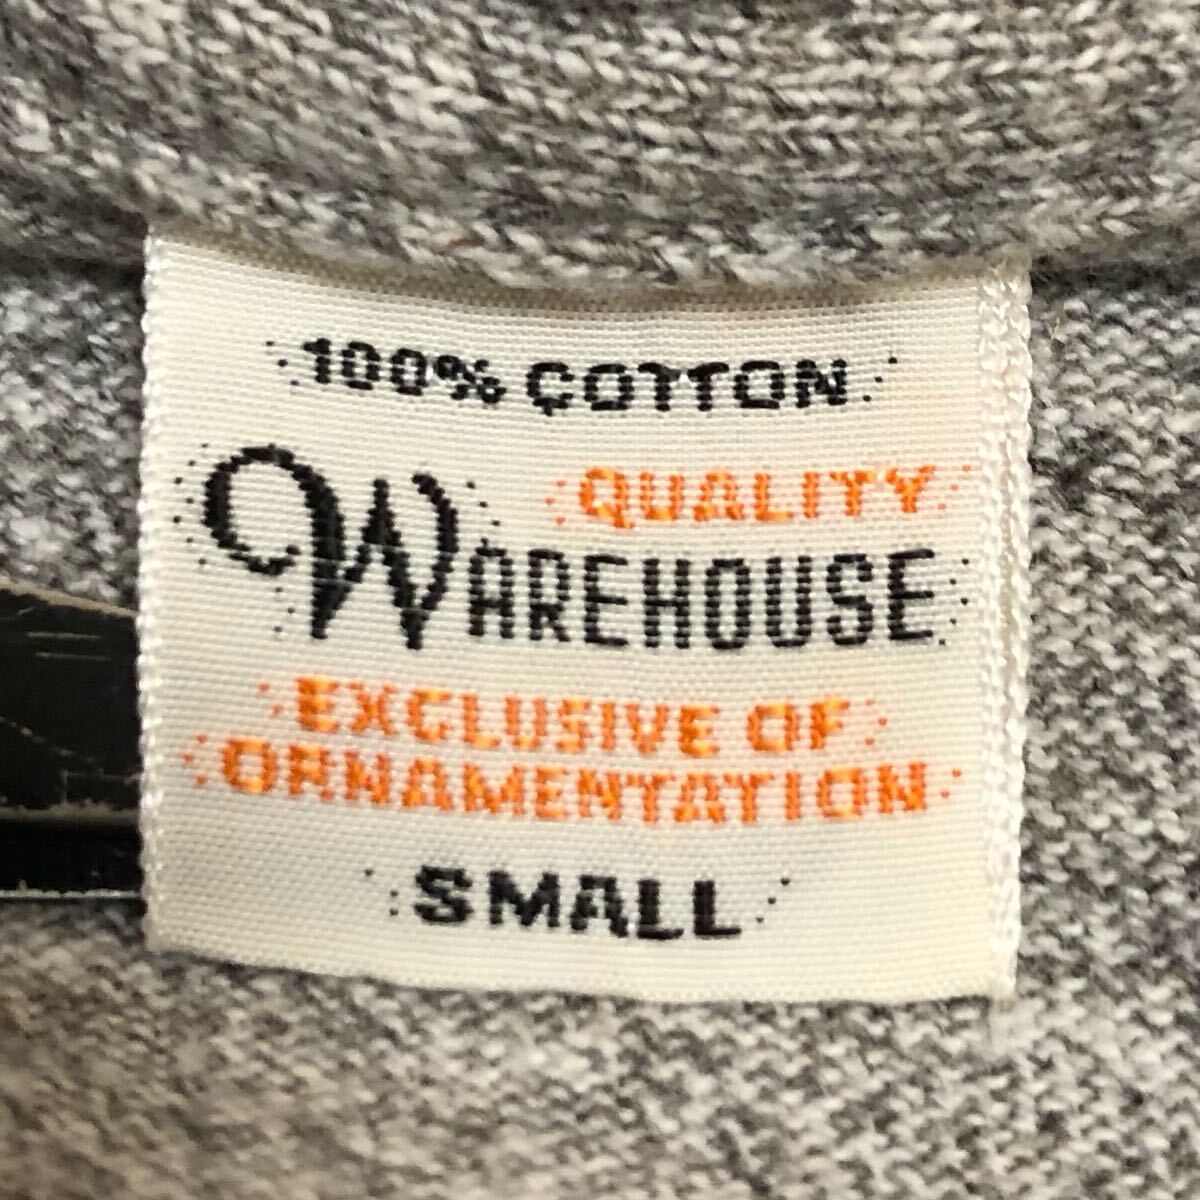 100% COTTON
QUALITY
WAREHOUSE
EXCLUSIVE OF
ORNAMENTATION
SMALL